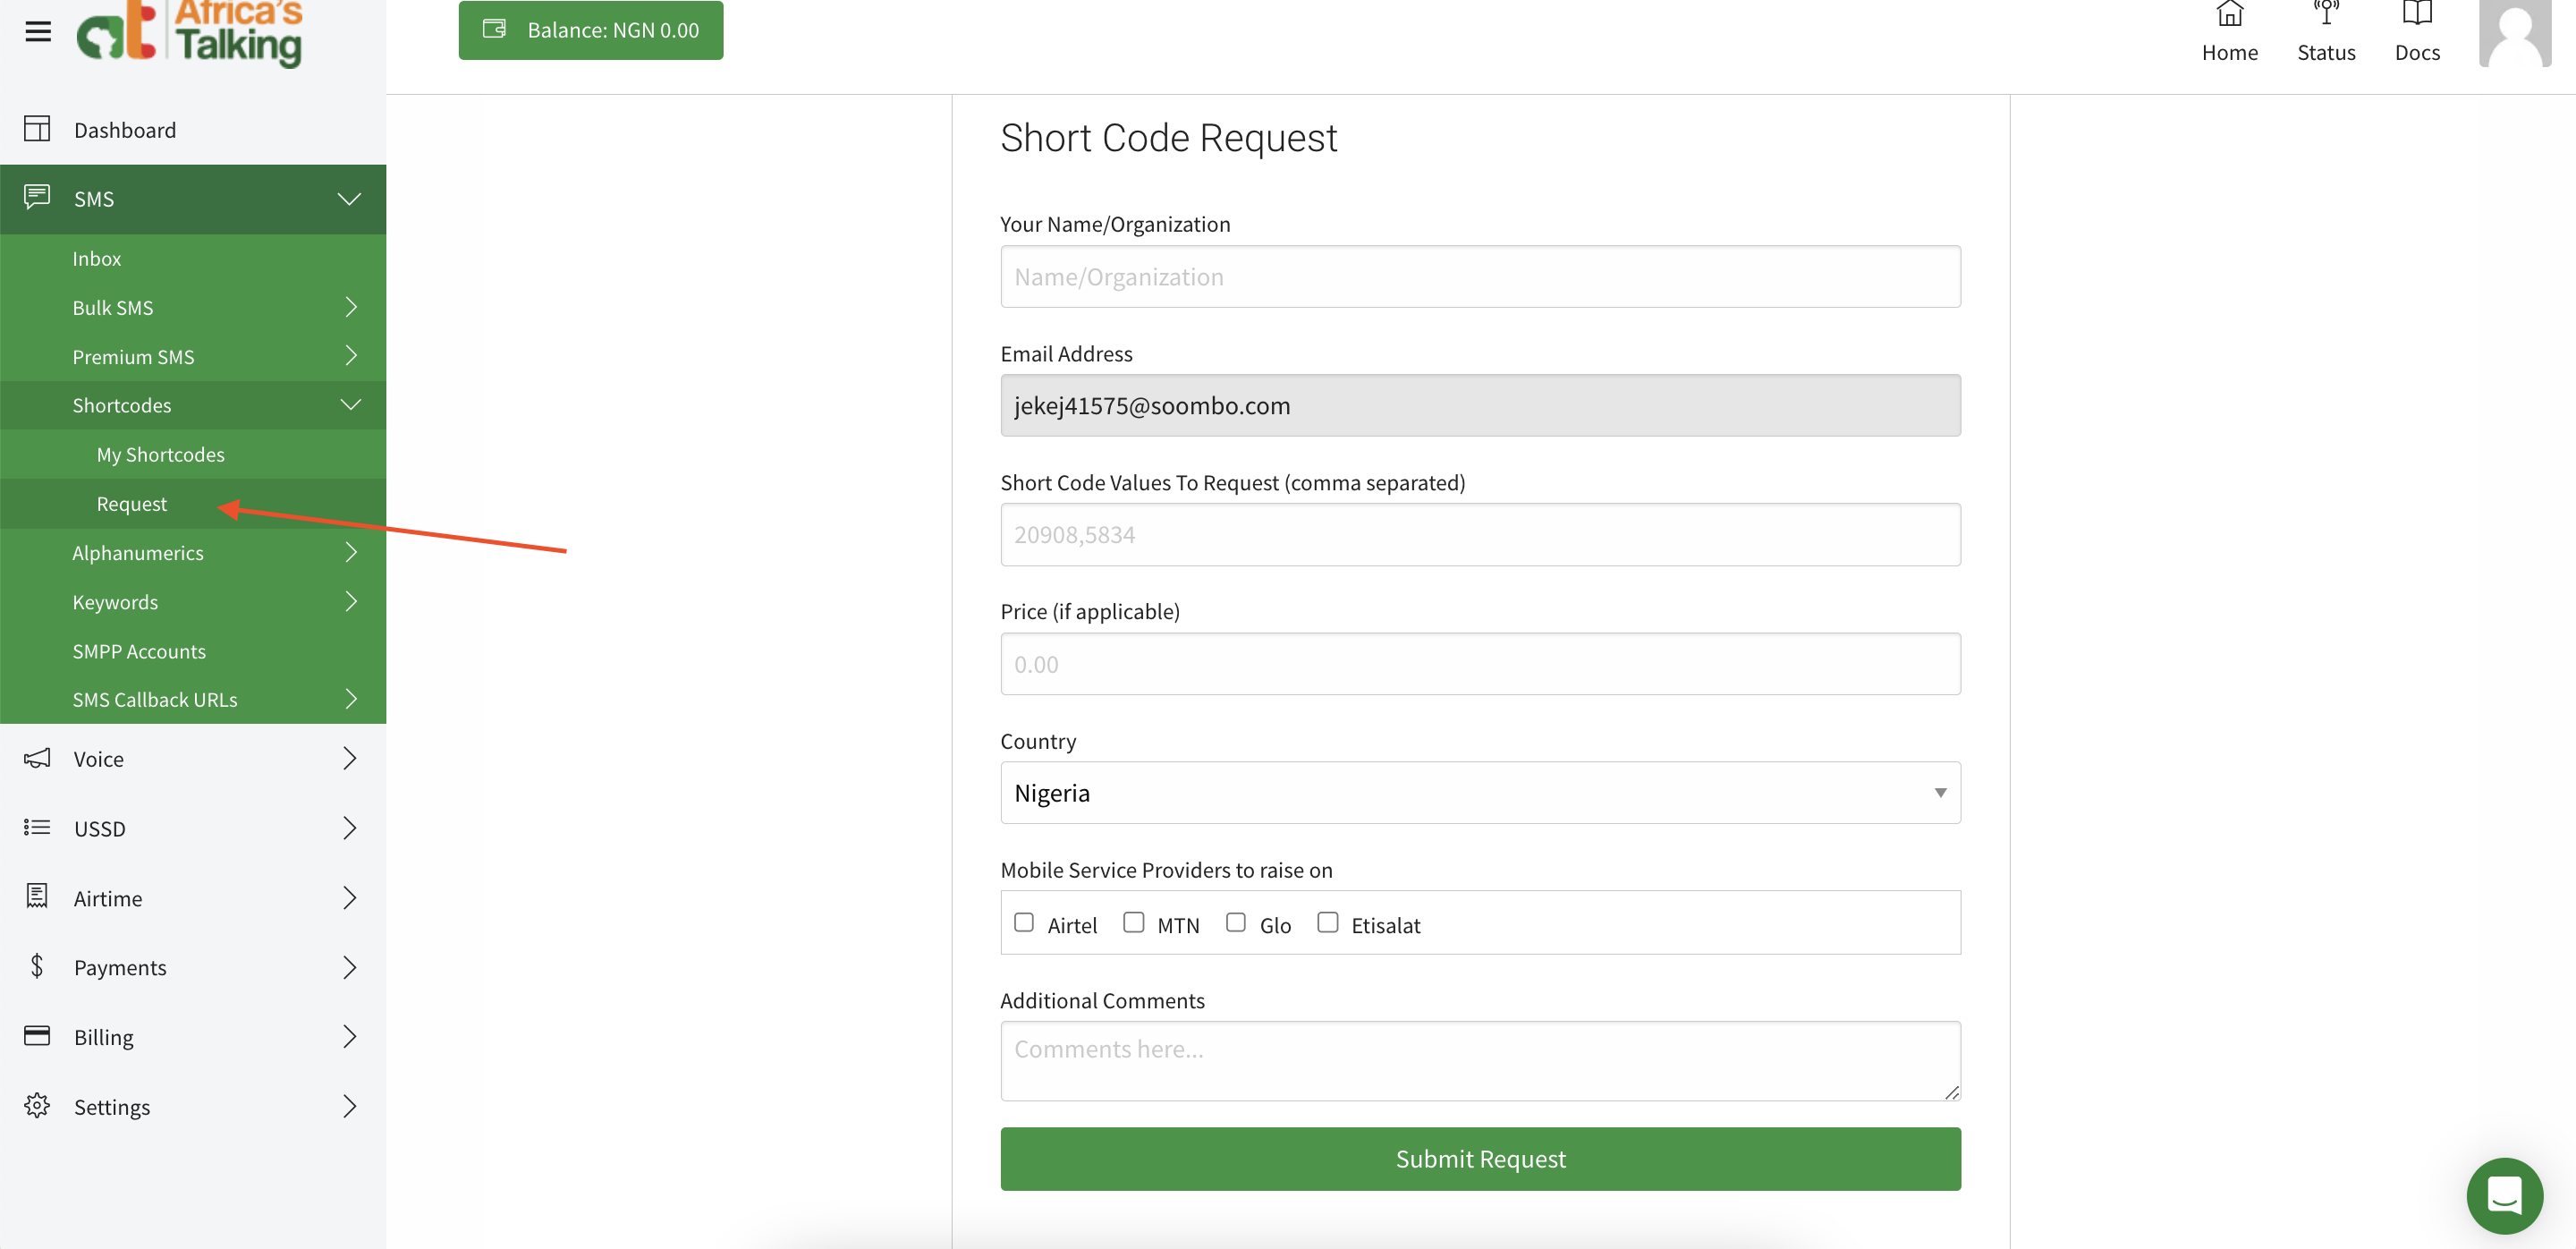 Africa's
Talking
Balance: NGN 0.00
Home
Status
Docs
Dashboard
SMS
Inbox
Bulk SMS
Premium SMS
Shortcodes
My Shortcodes
Request
Alphanumerics
Keywords
SMPP Accounts
SMS Callback URLs
Voice
USSD
Airtime
Payments
Billing
Settings
Short Code Request
Your Name/Organization
Name/Organization
Email Address
jekej41575@soombo.com
Short Code Values To Request (comma separated)
20908,5834
Price (if applicable)
0.00
Country
Nigeria
Mobile Service Providers to raise on
Airtel MTN Glo Etisalat
Additional Comments
Comments here...
Submit Request